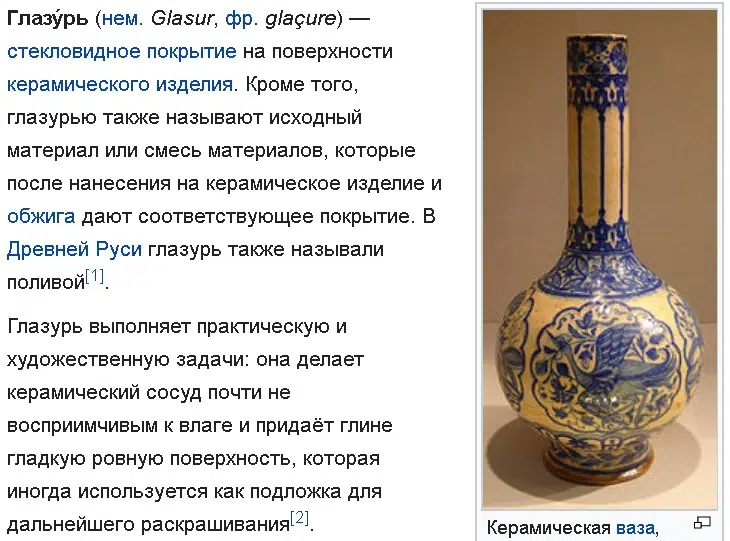 Глазу́рь (нем. Glasur, фр. glaçure) —
стекловидное покрытие на поверхности
керамического изделия. Кроме того,
глазурью также называют исходный
материал или смесь материалов, которые
после нанесения на керамическое изделие и
обжига дают соответствующее покрытие. В
Древней Руси глазурь также называли
поливой[1].
Глазурь выполняет практическую и
художественную задачи: она делает
керамический сосуд почти не
восприимчивым к влаге и придаёт глине
гладкую ровную поверхность, которая
иногда используется как подложка для
дальнейшего раскрашивания[2].
Керамическая ваза,